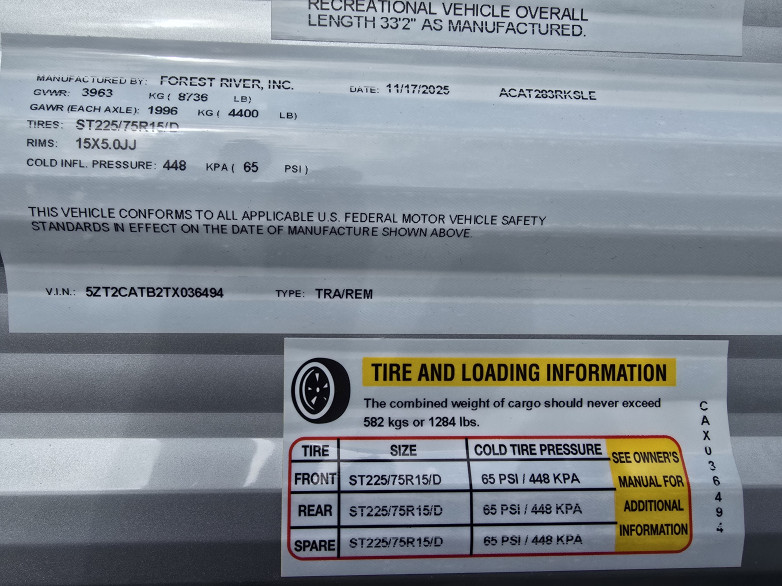 RECREATIONAL VEHICLE OVERALL
LENGTH 33'2" AS MANUFACTURED.
MANUFACTURED BY: FOREST RIVER, INC. DATE: 11/17/2025 ACAT283RKSLE
GVWR: 3963 KG ( 8736 LB)
GAWR (EACH AXLE): 1996 KG ( 4400 LB)
TIRES: ST225/75R15/D
RIMS: 15X5.0JJ
COLD INFL. PRESSURE: 448 KPA ( 65 PSI )
THIS VEHICLE CONFORMS TO ALL APPLICABLE U.S. FEDERAL MOTOR VEHICLE SAFETY
STANDARDS IN EFFECT ON THE DATE OF MANUFACTURE SHOWN ABOVE.
V.I.N.: 5ZT2CATB2TX036494 TYPE: TRA/REM
TIRE AND LOADING INFORMATION
The combined weight of cargo should never exceed
582 kgs or 1284 lbs.
TIRE SIZE COLD TIRE PRESSURE
FRONT ST225/75R15/D 65 PSI / 448 KPA
REAR ST225/75R15/D 65 PSI / 448 KPA
SPARE ST225/75R15/D 65 PSI / 448 KPA
SEE OWNER'S
MANUAL FOR
ADDITIONAL
INFORMATION
CAX036494